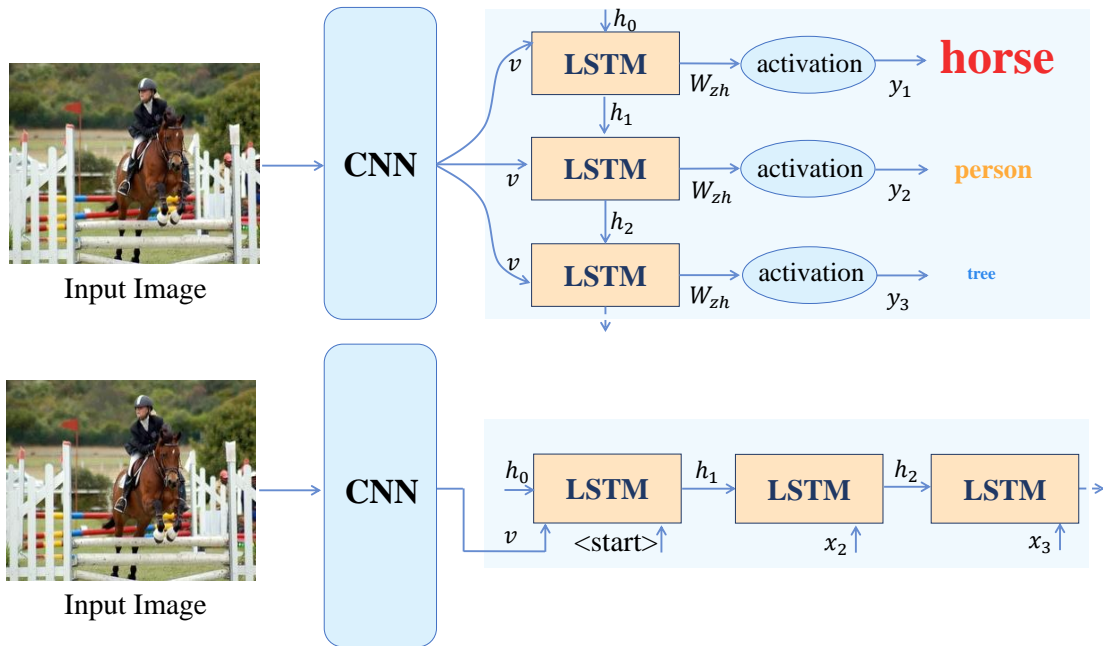 h₀
v
LSTM
W_zh
activation
y₁
horse
h₁
CNN
v
LSTM
W_zh
activation
y₂
person
h₂
v
LSTM
W_zh
activation
y₃
tree
Input Image
CNN
h₀
LSTM
h₁
LSTM
h₂
LSTM
v
<start>
x₂
x₃
Input Image